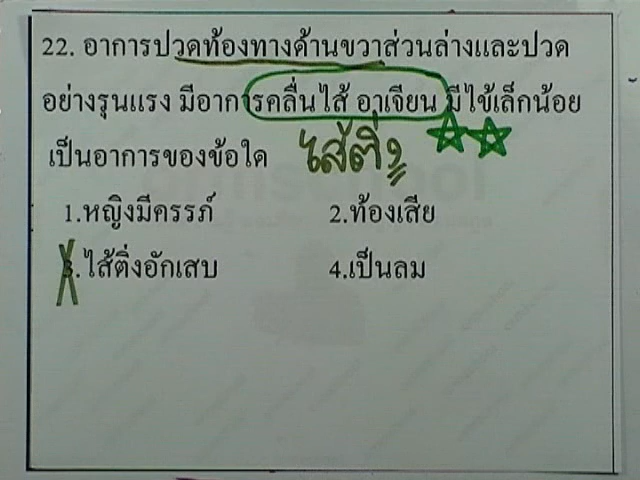 22. อาการปวดท้องทางด้านขวาส่วนล่างและปวด
อย่างรุนแรง มีอาการคลื่นไส้ อาเจียน มีไข้เล็กน้อย
เป็นอาการของข้อใด ไส้ติ่ง
1.หญิงมีครรภ์ 2.ท้องเสีย
3.ไส้ติ่งอักเสบ 4.เป็นลม